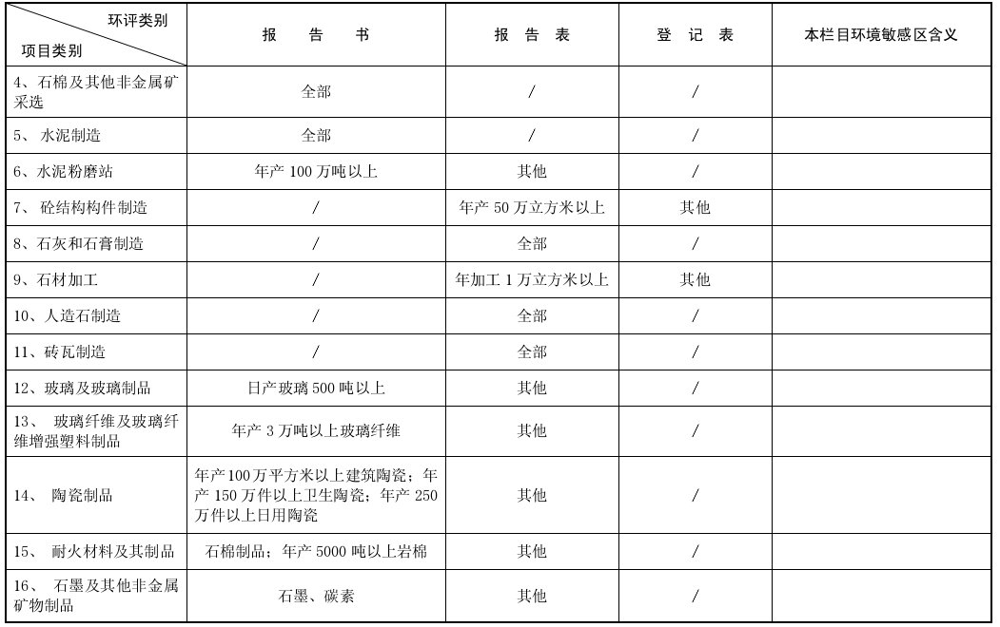 环评类别
项目类别
报 告 书
报 告 表
登 记 表
本栏目环境敏感区含义
4、石棉及其他非金属矿
采选
全部
/
/
5、 水泥制造
全部
/
/
6、水泥粉磨站
年产 100 万吨以上
其他
/
7、 砼结构构件制造
/
年产 50 万立方米以上
其他
8、石灰和石膏制造
/
全部
/
9、石材加工
/
年加工 1 万立方米以上
其他
10、人造石制造
/
全部
/
11、砖瓦制造
/
全部
/
12、玻璃及玻璃制品
日产玻璃 500 吨以上
其他
/
13、 玻璃纤维及玻璃纤
维增强塑料制品
年产 3 万吨以上玻璃纤维
其他
/
14、 陶瓷制品
年产100 万平方米以上建筑陶瓷；年
产 150 万件以上卫生陶瓷；年产 250
万件以上日用陶瓷
其他
/
15、 耐火材料及其制品
石棉制品；年产 5000 吨以上岩棉
其他
/
16、 石墨及其他非金属
矿物制品
石墨、碳素
其他
/